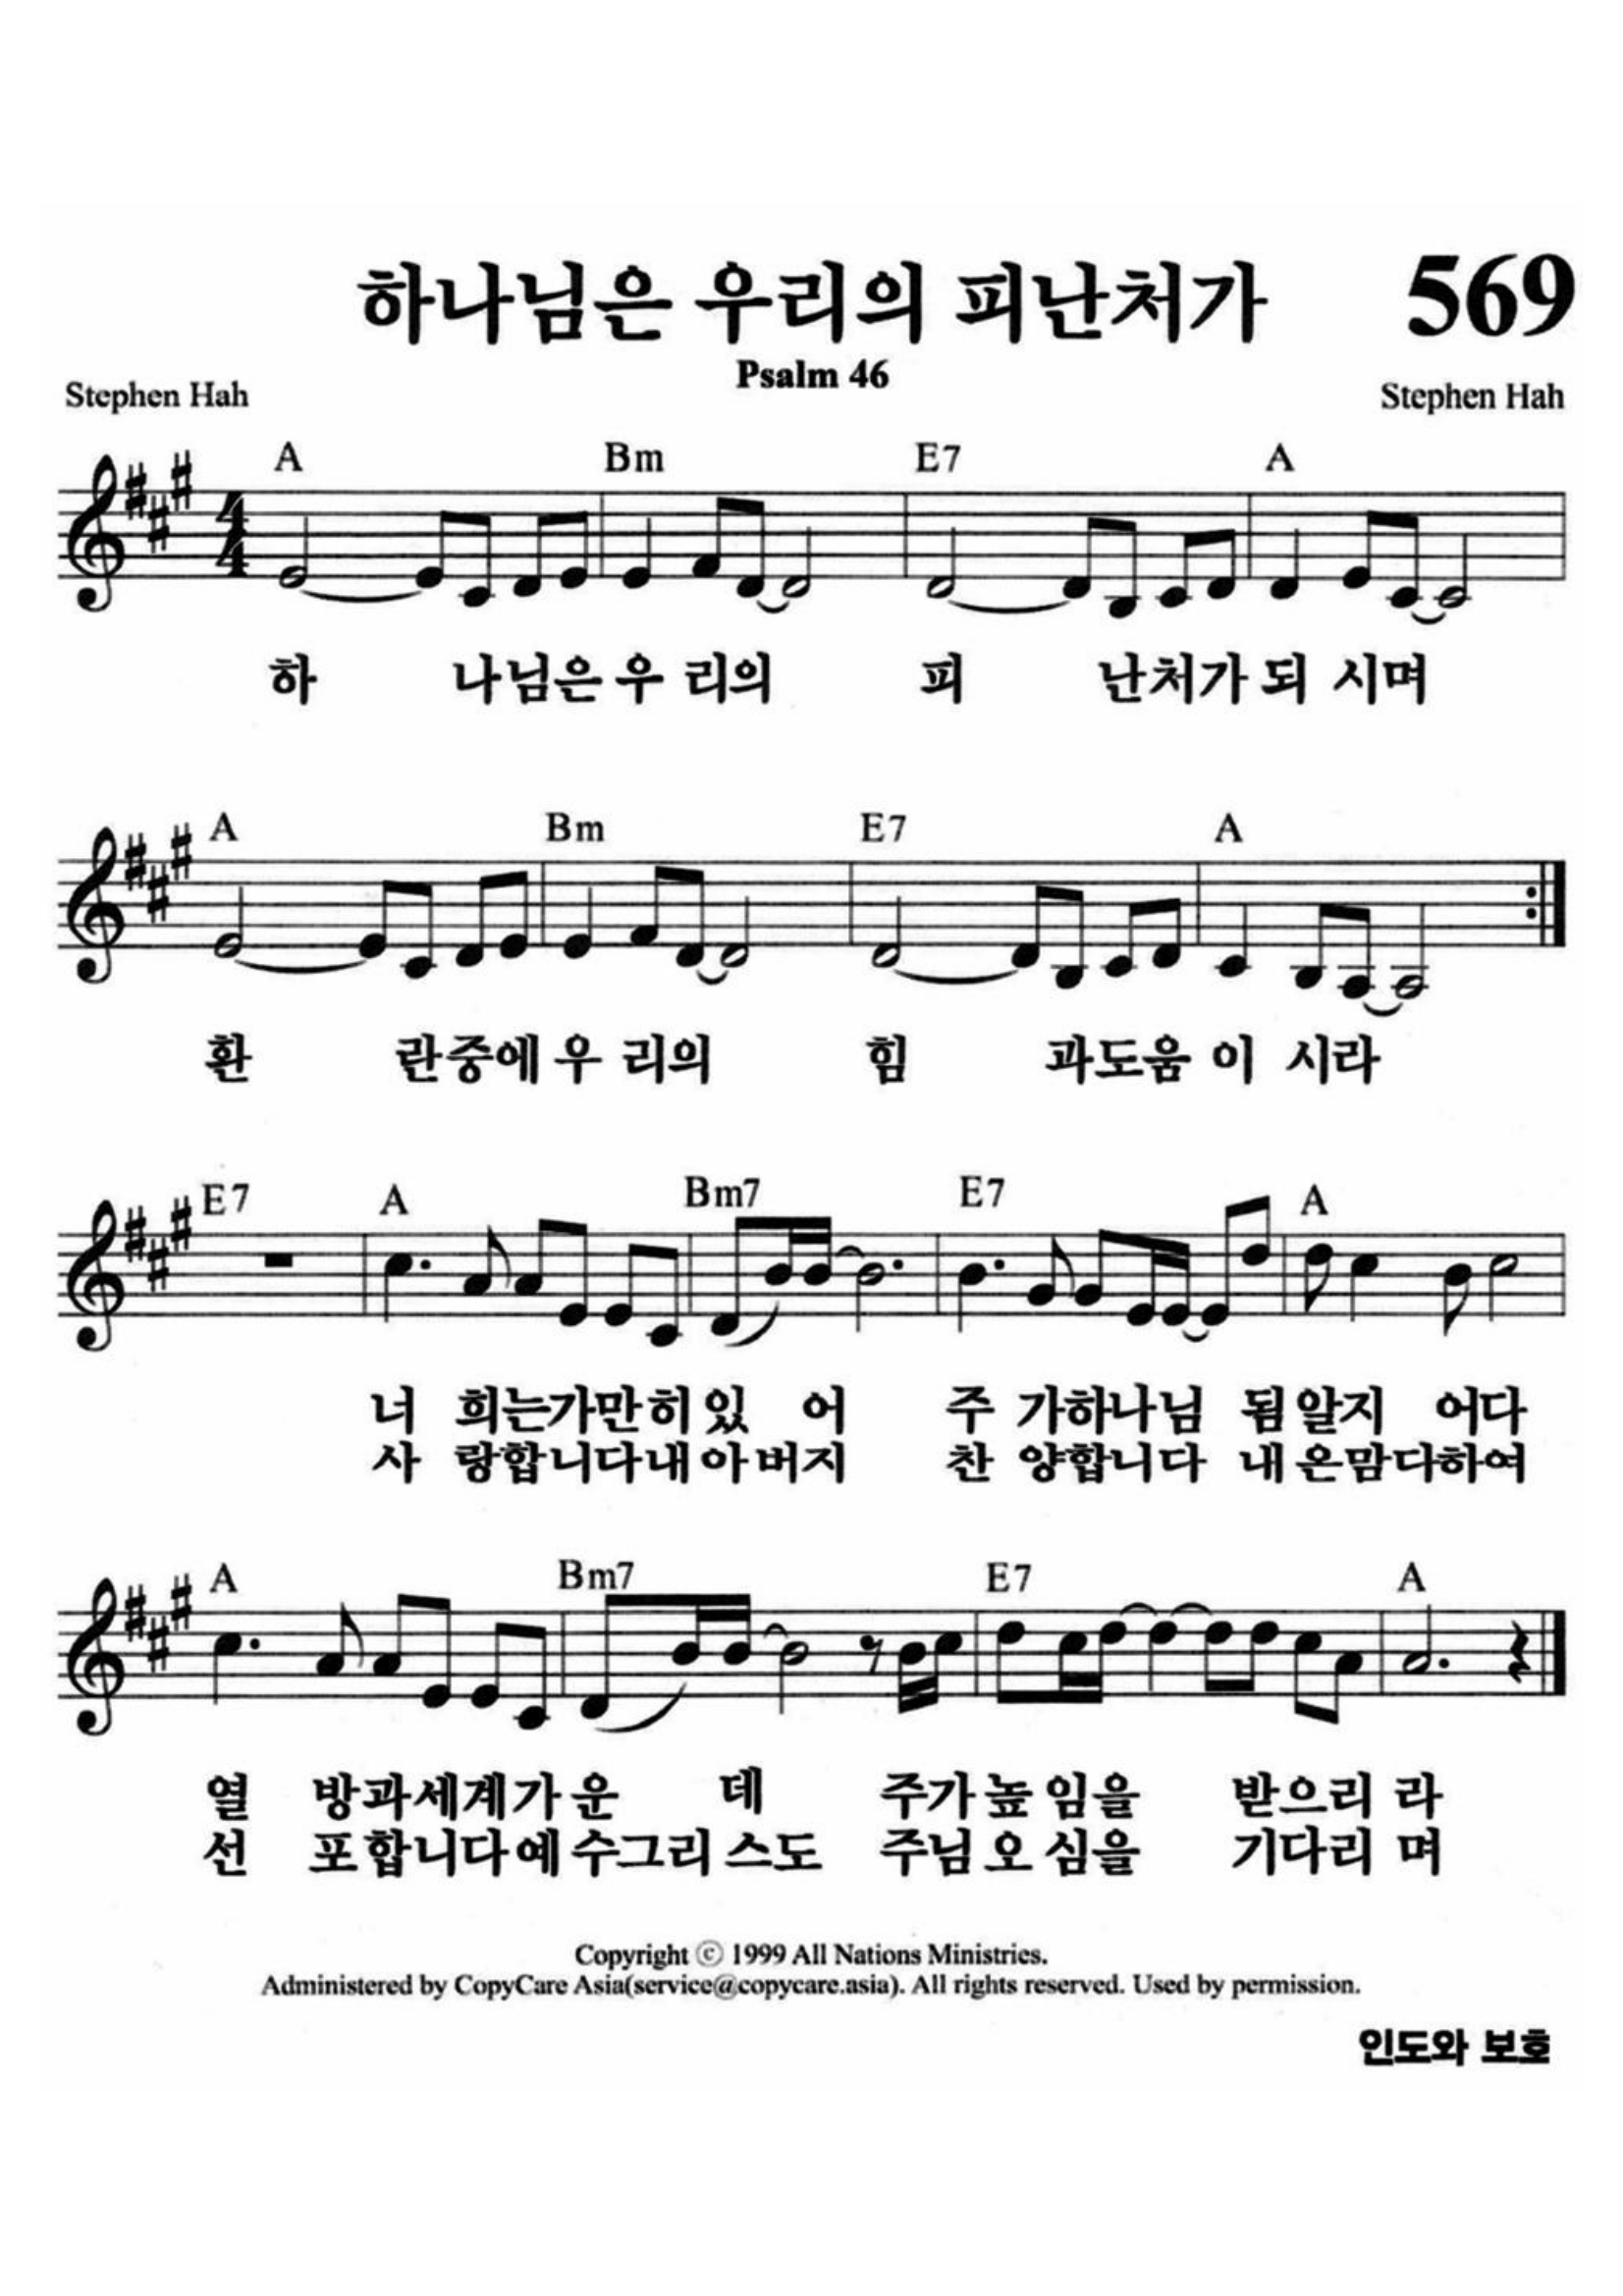 하나님은 우리의 피난처가 569
Psalm 46
Stephen Hah Stephen Hah
A Bm E7 A
하 나님은우 리의 피 난처가 되 시며
A Bm E7 A
환 란중에 우 리의 힘 과도움 이 시라
E7 A Bm7 E7 A
너 희는가만히 있 어 주 가하나님 됨알지 어다
사 랑합니다내 아버지 찬 양합니다 내 온맘다하여
A Bm7 E7 A
열 방과세계가 운 데 주가 높 임을 받으리 라
선 포합니다예 수그리 스도 주님 오 심을 기다리 며
Copyright ⓒ 1999 All Nations Ministries.
Administered by CopyCare Asia(service@copycare.asia). All rights reserved. Used by permission.
인도와 보호